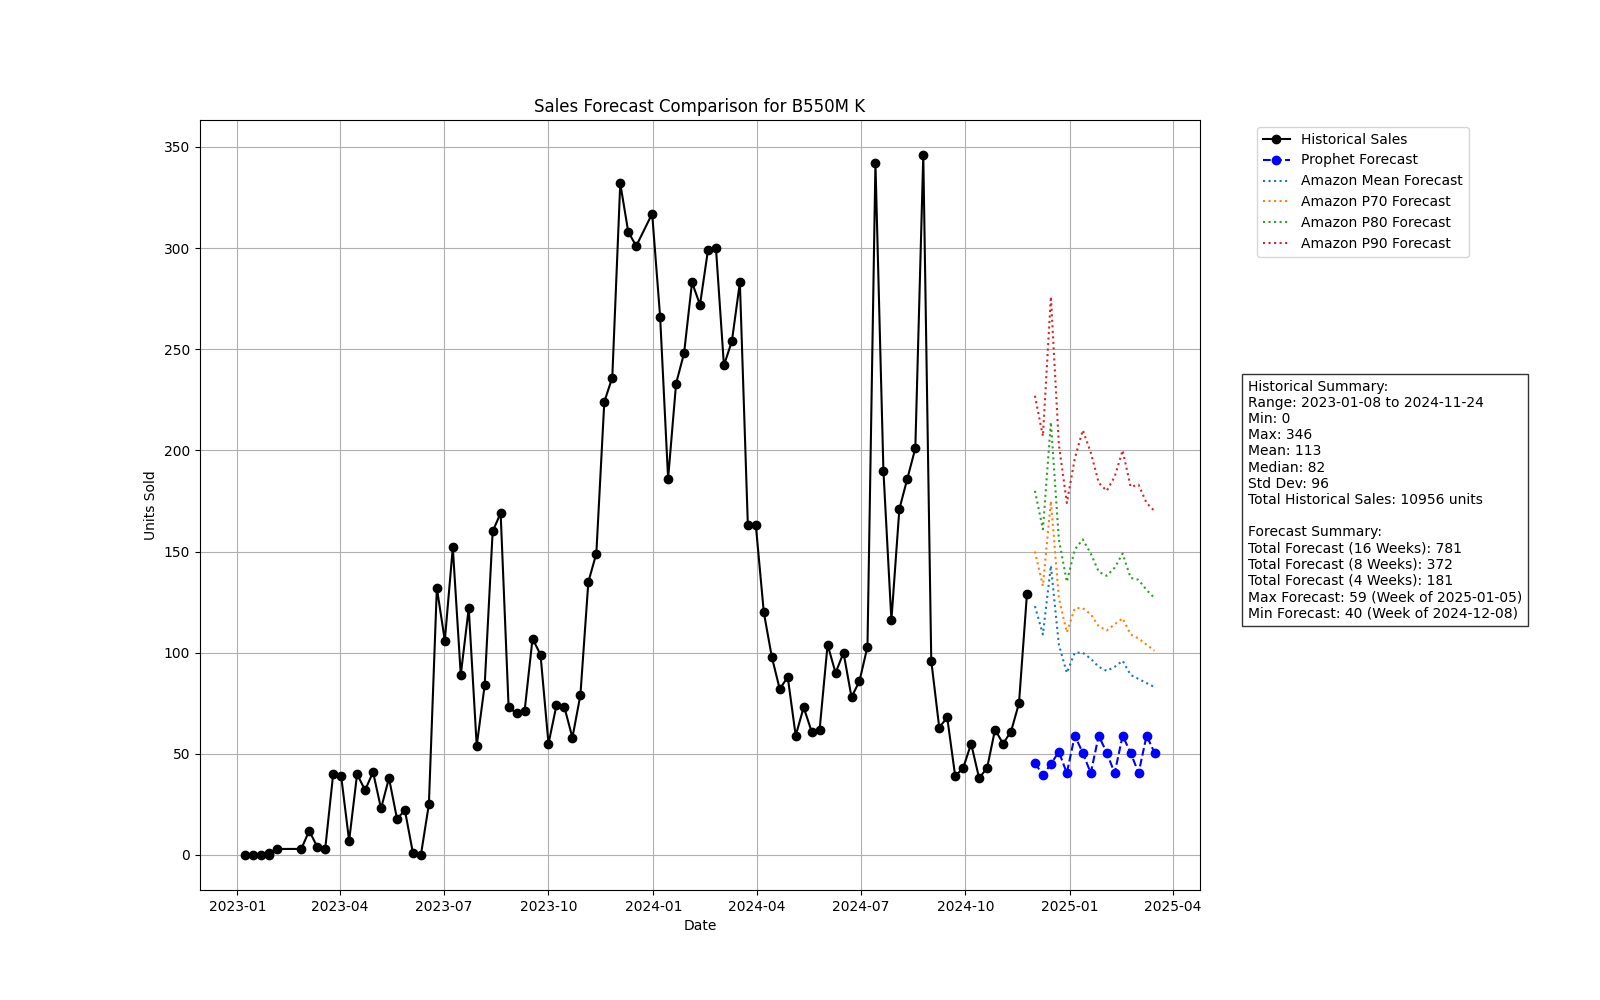 Sales Forecast Comparison for B550M K
350
300
250
200
150
100
50
0
Units Sold
2023-01
2023-04
2023-07
2023-10
2024-01
2024-04
2024-07
2024-10
2025-01
2025-04
Date
Historical Sales
Prophet Forecast
Amazon Mean Forecast
Amazon P70 Forecast
Amazon P80 Forecast
Amazon P90 Forecast
Historical Summary:
Range: 2023-01-08 to 2024-11-24
Min: 0
Max: 346
Mean: 113
Median: 82
Std Dev: 96
Total Historical Sales: 10956 units
Forecast Summary:
Total Forecast (16 Weeks): 781
Total Forecast (8 Weeks): 372
Total Forecast (4 Weeks): 181
Max Forecast: 59 (Week of 2025-01-05)
Min Forecast: 40 (Week of 2024-12-08)